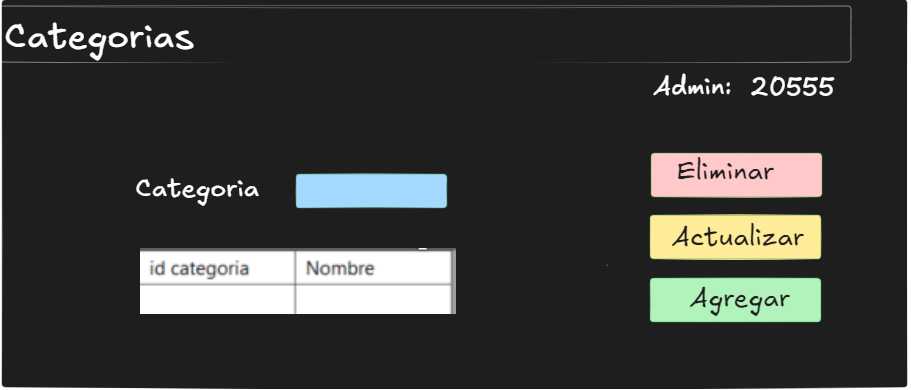 Categorias
Admin: 20555
Eliminar
Categoria
Actualizar
id categoria Nombre
Agregar